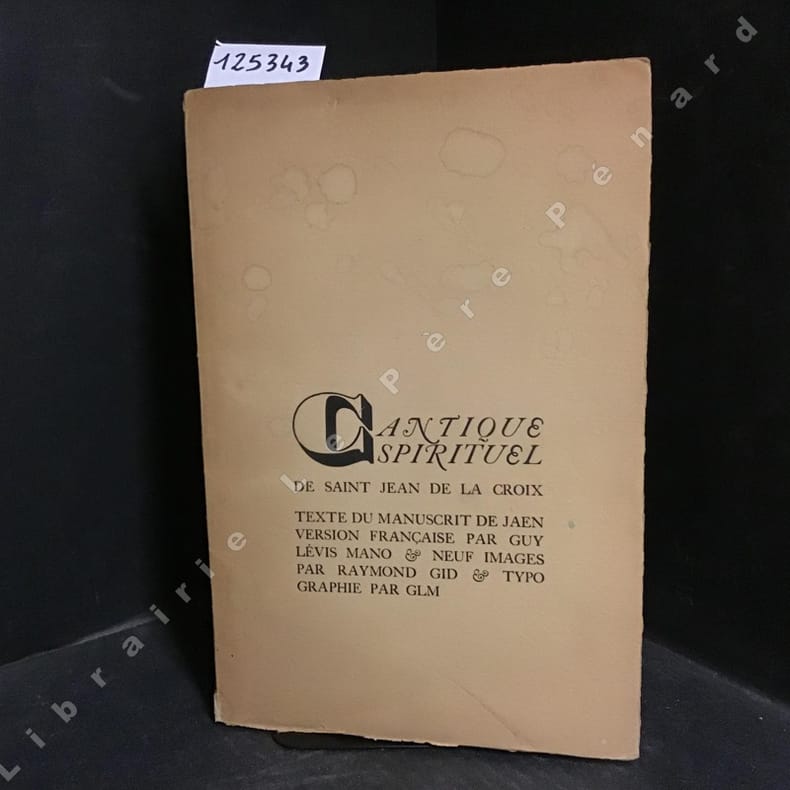 125343
CANTIQUE
SPIRITUEL
DE SAINT JEAN DE LA CROIX
TEXTE DU MANUSCRIT DE JAEN
VERSION FRANÇAISE PAR GUY
LÉVIS MANO & NEUF IMAGES
PAR RAYMOND GID & TYPO
GRAPHIE PAR GLM
Librairie Le Père Pénard